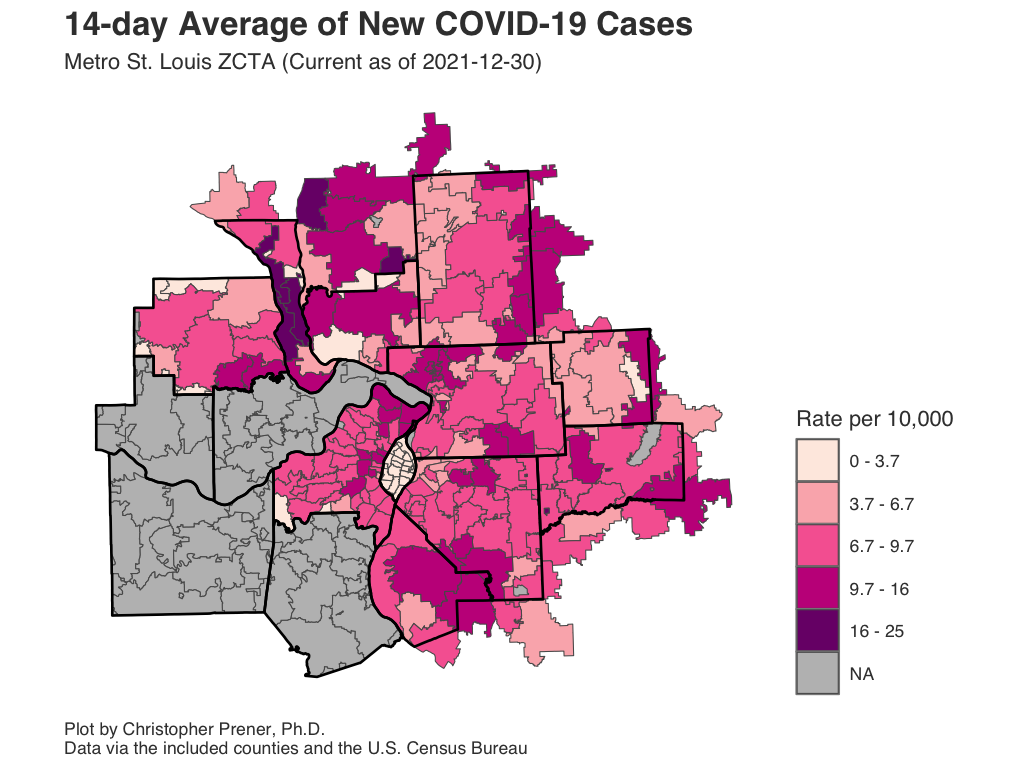 14-day Average of New COVID-19 Cases
Metro St. Louis ZCTA (Current as of 2021-12-30)
Rate per 10,000
0 - 3.7
3.7 - 6.7
6.7 - 9.7
9.7 - 16
16 - 25
NA
Plot by Christopher Prener, Ph.D.
Data via the included counties and the U.S. Census Bureau